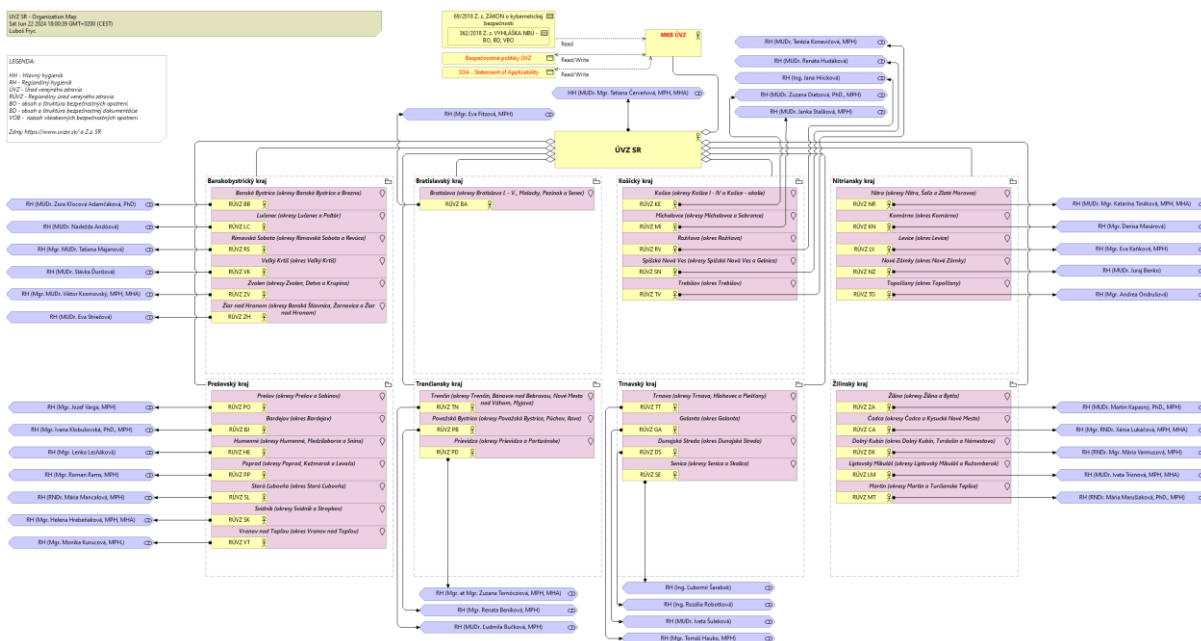 ÚVZ SR - Organization Map
Sat Jun 22 2024 18:00:39 GMT+0200 (CEST)
Luboš Fryc
LEGENDA:
HH - Hlavný hygienik
RH - Regionálny hygienik
ÚVZ - Úrad verejného zdravia
RÚVZ - Regionálny úrad verejného zdravia
BO - obsah a štruktúra bezpečnostných opatrení
BD - obsah a štruktúra bezpečnostnej dokumentácie
VOB - rozsah všeobecných bezpečnostných opatrení
Zdroj: https://www.uvzsr.sk/ a Z.z. SR
69/2018 Z. z. ZÁKON o kybernetickej
bezpečnosti
362/2018 Z. z. VYHLÁŠKA NBÚ -
BO, BD, VBO
Bezpečnostné politiky ÚVZ
SOA - Statement of Applicability
Read
Read/Write
Read/Write
MKB ÚVZ
HH (MUDr. Mgr. Tatiana Červeňová, MPH, MHA)
RH (Mgr. Eva Fitzová, MPH)
RH (MUDr. Terézia Konevičová, MPH)
RH (MUDr. Renáta Hudáková)
RH (Ing. Jana Hricková)
RH (MUDr. Zuzana Dietzová, PhD., MPH)
RH (MUDr. Janka Stašková, MPH)
ÚVZ SR
Banskobystrický kraj
Banská Bystrica (okresy Banská Bystrica a Brezno)
RÚVZ BB
Lučenec (okresy Lučenec a Poltár)
RÚVZ LC
Rimavská Sobota (okresy Rimavská Sobota a Revúca)
RÚVZ RS
Veľký Krtíš (okres Veľký Krtíš)
RÚVZ VK
Zvolen (okresy Zvolen, Detva a Krupina)
RÚVZ ZV
Žiar nad Hronom (okresy Banská Štiavnica, Žarnovica a Žiar
nad Hronom)
RÚVZ ZH
RH (MUDr. Zora Kľocová Adamčáková, PhD)
RH (MUDr. Nadežda Andóová)
RH (Mgr. MUDr. Tatiana Majanová)
RH (MUDr. Slávka Ďurišová)
RH (Mgr. MUDr. Viktor Kosmovský, MPH, MHA)
RH (MUDr. Eva Striežová)
Bratislavský kraj
Bratislava (okresy Bratislava I. - V., Malacky, Pezinok a Senec)
RÚVZ BA
Košický kraj
Košice (okresy Košice I - IV a Košice - okolie)
RÚVZ KE
Michalovce (okresy Michalovce a Sobrance)
RÚVZ MI
Rožňava (okres Rožňava)
RÚVZ RV
Spišská Nová Ves (okresy Spišská Nová Ves a Gelnica)
RÚVZ SN
Trebišov (okres Trebišov)
RÚVZ TV
Nitriansky kraj
Nitra (okresy Nitra, Šaľa a Zlaté Moravce)
RÚVZ NR
Komárno (okres Komárno)
RÚVZ KN
Levice (okres Levice)
RÚVZ LV
Nové Zámky (okres Nové Zámky)
RÚVZ NZ
Topoľčany (okres Topoľčany)
RÚVZ TO
RH (MUDr. Mgr. Katarína Tináková, MPH)
RH (Mgr. Denisa Masárová)
RH (Mgr. Eva Kaňková, MPH)
RH (MUDr. Juraj Benko)
RH (Mgr. Andrea Ondrušová)
Prešovský kraj
Prešov (okresy Prešov a Sabinov)
RÚVZ PO
Bardejov (okres Bardejov)
RÚVZ BJ
Humenné (okresy Humenné, Medzilaborce a Snina)
RÚVZ HE
Poprad (okresy Poprad, Kežmarok a Levoča)
RÚVZ PP
Stará Ľubovňa (okres Stará Ľubovňa)
RÚVZ SL
Svidník (okresy Svidník a Stropkov)
RÚVZ SK
Vranov nad Topľou (okres Vranov nad Topľou)
RÚVZ VT
RH (Mgr. Jozef Varga, MPH)
RH (Mgr. Ivana Klobušovská, PhD., MPH)
RH (Mgr. Lenka Lesňáková)
RH (Mgr. Roman Rams, MPH)
RH (RNDr. Mária Mancalová, MPH)
RH (Mgr. Helena Hrebeňaková, MPH, MHA)
RH (Mgr. Monika Kurucová, MPH.)
Trenčiansky kraj
Trenčín (okresy Trenčín, Bánovce nad Bebravou, Nové Mesto
nad Váhom, Myjava)
RÚVZ TN
Považská Bystrica (okresy Považská Bystrica, Púchov, Ilava)
RÚVZ PB
Prievidza (okresy Prievidza a Partizánske)
RÚVZ PD
RH (Mgr. et Mgr. Zuzana Tornócziová, MPH, MHA)
RH (Mgr. Renata Beníková, MPH)
RH (MUDr. Ľudmila Bučková, MPH)
Trnavský kraj
Trnava (okresy Trnava, Hlohovec a Piešťany)
RÚVZ TT
Galanta (okres Galanta)
RÚVZ GA
Dunajská Streda (okres Dunajská Streda)
RÚVZ DS
Senica (okresy Senica a Skalica)
RÚVZ SE
RH (Ing. Ľubomír Šarabok)
RH (Ing. Rozália Robotková)
RH (MUDr. Iveta Šuleková)
RH (Mgr. Tomáš Hauko, MPH)
Žilinský kraj
Žilina (okresy Žilina a Bytča)
RÚVZ ZA
Čadca (okresy Čadca a Kysucké Nové Mesto)
RÚVZ CA
Dolný Kubín (okresy Dolný Kubín, Tvrdošín a Námestovo)
RÚVZ DK
Liptovský Mikuláš (okresy Liptovský Mikuláš a Ružomberok)
RÚVZ LM
Martin (okresy Martin a Turčianske Teplice)
RÚVZ MT
RH (MUDr. Martin Kapasný, PhD., MPH)
RH (Mgr. RNDr. Xénia Lukáčová, MPH, MHA)
RH (RNDr. Mgr. Mária Varmusová, MPH)
RH (MUDr. Iveta Trizнová, MPH, MHA)
RH (RNDr. Mária Marušiaková, PhD., MPH)